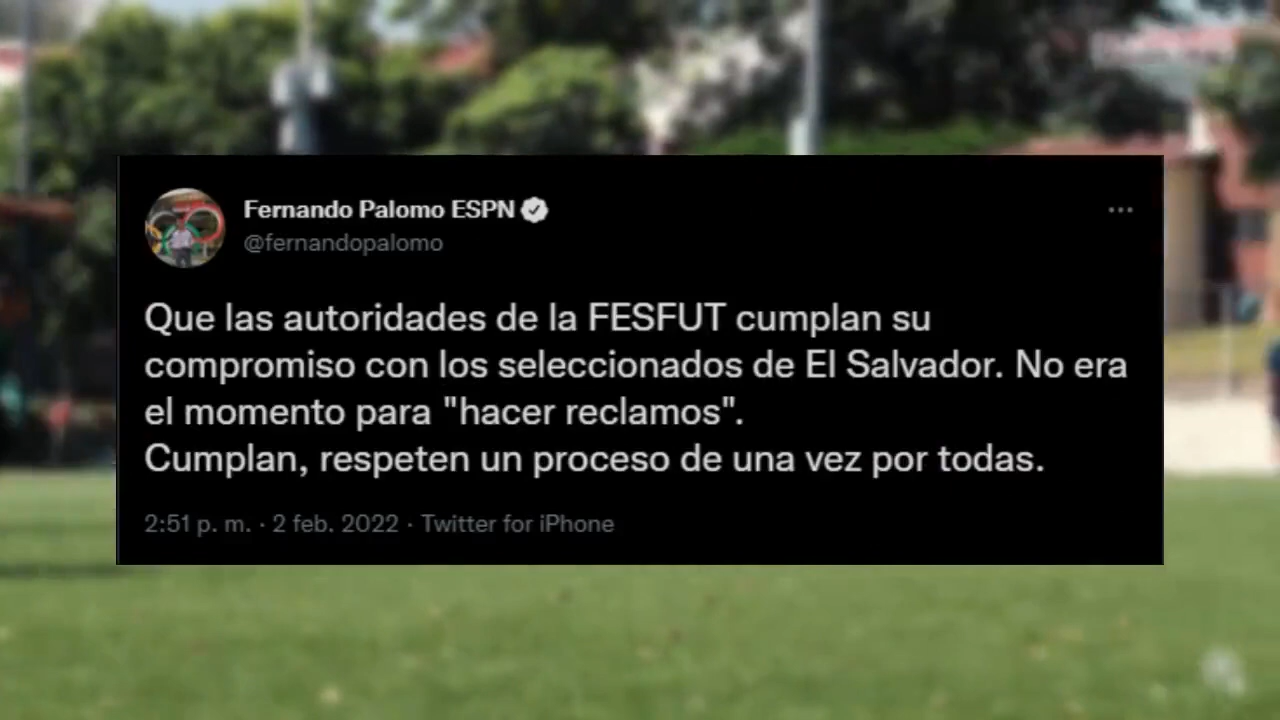 Fernando Palomo ESPN
@fernandopalomo
Que las autoridades de la FESFUT cumplan su
compromiso con los seleccionados de El Salvador. No era
el momento para "hacer reclamos".
Cumplan, respeten un proceso de una vez por todas.
2:51 p. m. · 2 feb. 2022 · Twitter for iPhone